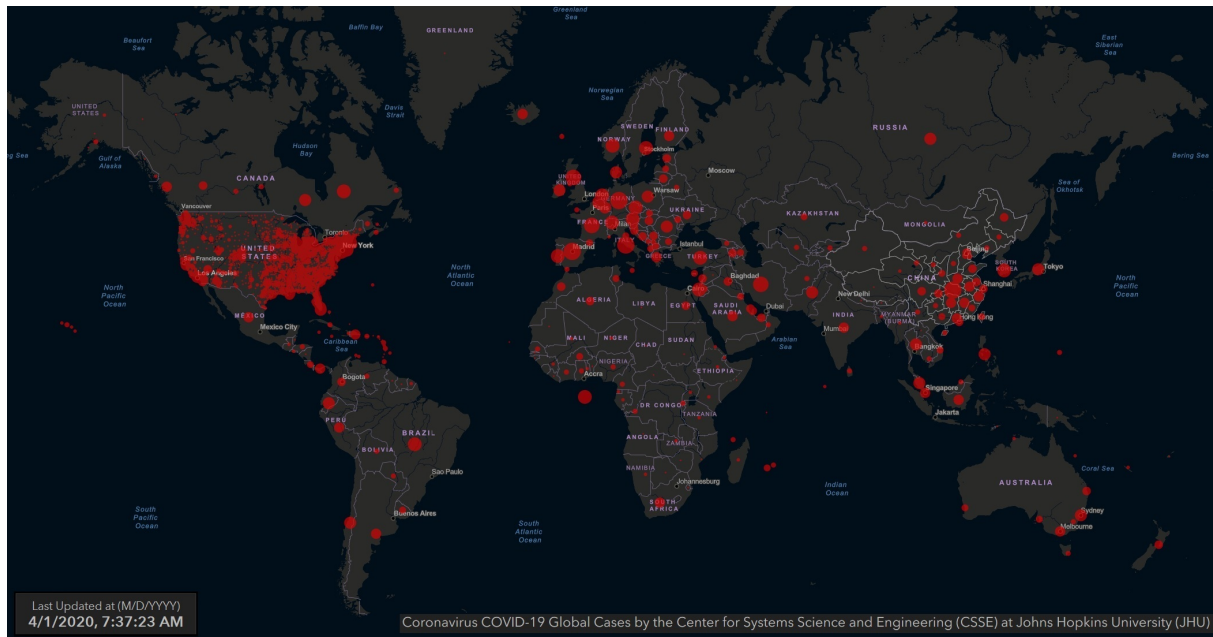 Greenland
Sea
Baffin Bay
GREENLAND
Beaufort
Sea
East
Siberian
Sea
Norwegian
Sea
UNITED
STATES
Davis
Strait
SWEDEN
FINLAND
NORWAY
Stockholm
RUSSIA
Hudson
Bay
Gulf of
Alaska
ing Sea
Bering Sea
Moscow
CANADA
UNITED
KINGDOM
London
GERMANY
Warsaw
Sea of
Okhotsk
Vancouver
Paris
UKRAINE
KAZAKHSTAN
MONGOLIA
FRANCE
Milan
Toronto
New York
UNITED
STATES
ITALY
Madrid
Istanbul
GREECE
TURKEY
Beijing
San Francisco
SOUTH
KOREA
Tokyo
Los Angeles
North
Atlantic
Ocean
Baghdad
CHINA
Shanghai
North
Pacific
Ocean
North
Pacific
Ocean
Cairo
New Delhi
ALGERIA
LIBYA
EGYPT
SAUDI
ARABIA
Dubai
MÉXICO
Mexico City
INDIA
MYANMAR
(BURMA)
Hong Kong
Mumbai
Caribbean
Sea
MALI
NIGER
CHAD
SUDAN
Arabian
Sea
Bangkok
NIGERIA
Bogota
Accra
ETHIOPIA
Singapore
DR CONGO
TANZANIA
Jakarta
PERU
BRAZIL
ANGOLA
ZAMBIA
BOLIVIA
Sao Paulo
NAMIBIA
Johannesburg
Indian
Ocean
Coral Sea
AUSTRALIA
SOUTH
AFRICA
South
Pacific
Ocean
Buenos Aires
South
Atlantic
Ocean
Sydney
Melbourne
Last Updated at (M/D/YYYY)
4/1/2020, 7:37:23 AM
Coronavirus COVID-19 Global Cases by the Center for Systems Science and Engineering (CSSE) at Johns Hopkins University (JHU)